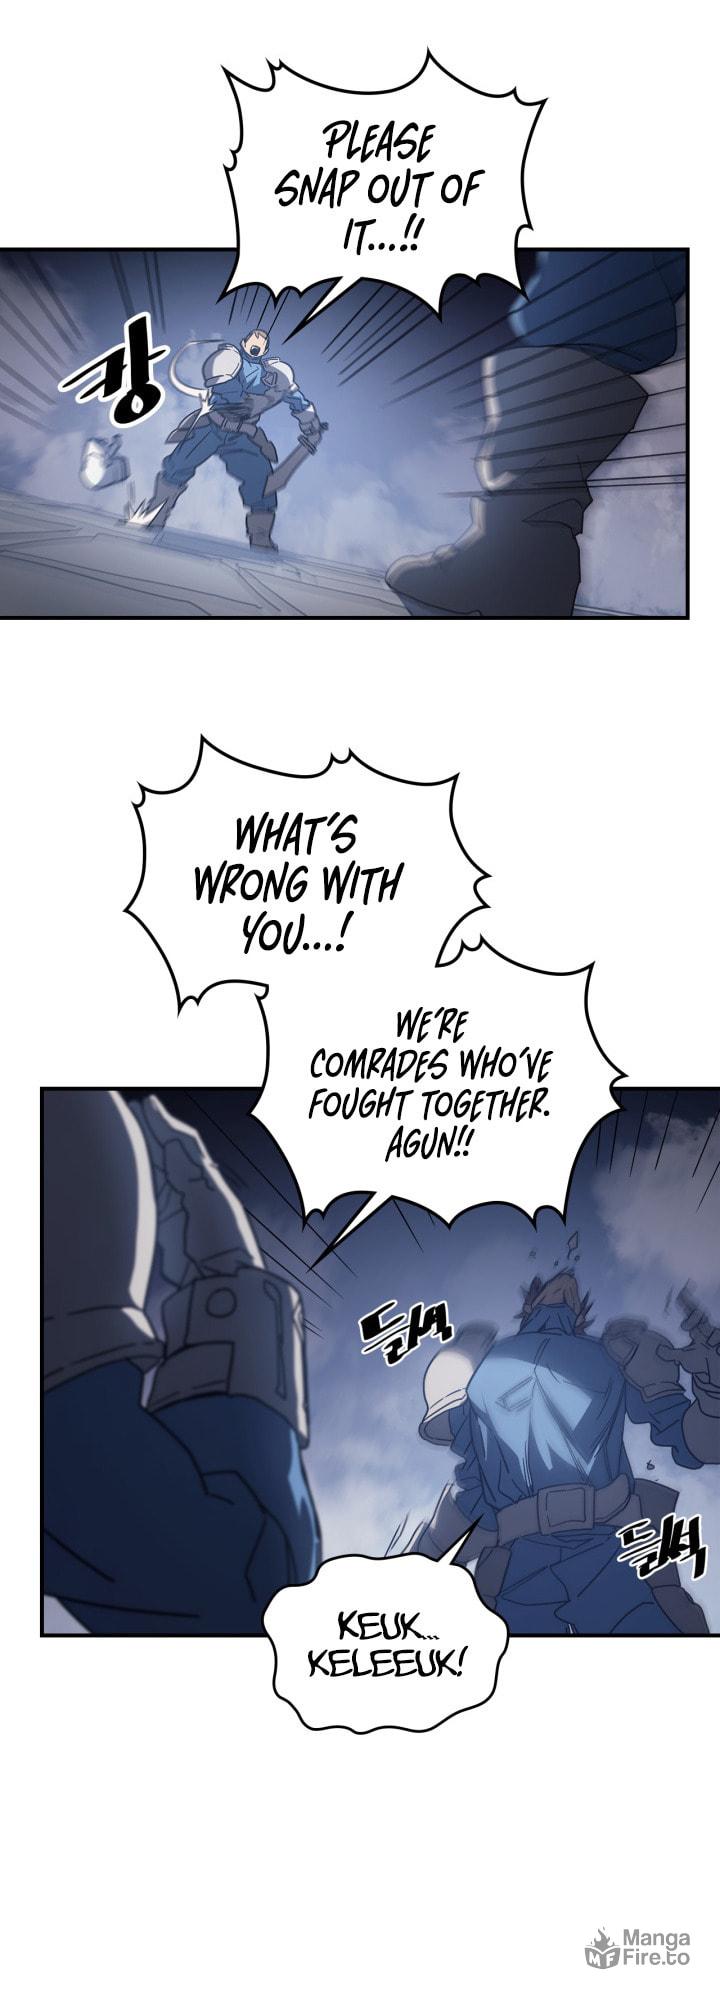 PLEASE
SNAP OUT OF
IT...!!
캉
WHAT'S
WRONG WITH
YOU...!
WE'RE
COMRADES WHO'VE
FOUGHT TOGETHER.
AGUN!!
들썩
들썩
KEUK...
KELEEUK!
Manga
MF Fire.to